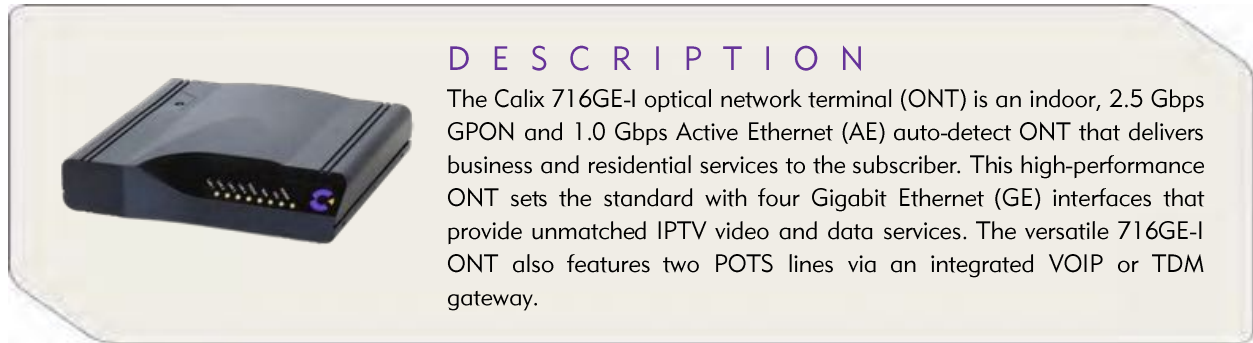 DESCRIPTION
The Calix 716GE-I optical network terminal (ONT) is an indoor, 2.5 Gbps
GPON and 1.0 Gbps Active Ethernet (AE) auto-detect ONT that delivers
business and residential services to the subscriber. This high-performance
ONT sets the standard with four Gigabit Ethernet (GE) interfaces that
provide unmatched IPTV video and data services. The versatile 716GE-I
ONT also features two POTS lines via an integrated VOIP or TDM
gateway.